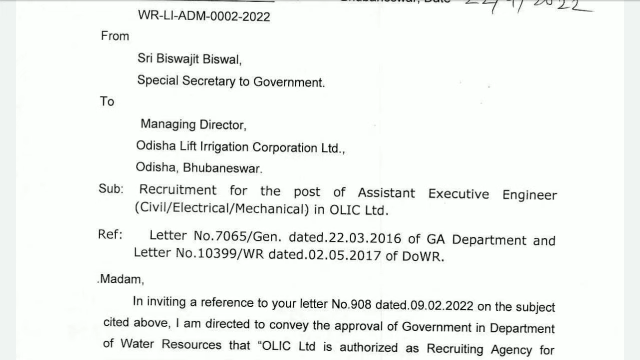 WR-LI-ADM-0002-2022
From
Sri Biswajit Biswal,
Special Secretary to Government.
To
Managing Director,
Odisha Lift Irrigation Corporation Ltd.,
Odisha, Bhubaneswar.
Sub: Recruitment for the post of Assistant Executive Engineer
(Civil/Electrical/Mechanical) in OLIC Ltd.
Ref: Letter No.7065/Gen. dated.22.03.2016 of GA Department and
Letter No.10399/WR dated.02.05.2017 of DoWR.
.Madam,
In inviting a reference to your letter No.908 dated.09.02.2022 on the subject
cited above, I am directed to convey the approval of Government in Department
of Water Resources that “OLIC Ltd is authorized as Recruiting Agency for